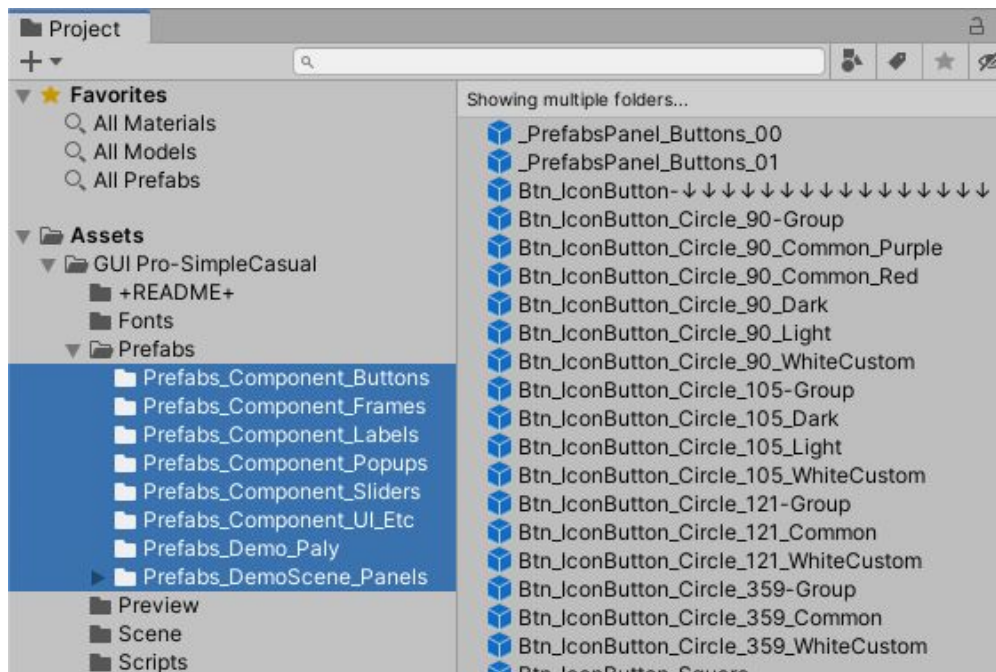 Project
Favorites
All Materials
All Models
All Prefabs
Assets
GUI Pro-SimpleCasual
+README+
Fonts
Prefabs
Prefabs_Component_Buttons
Prefabs_Component_Frames
Prefabs_Component_Labels
Prefabs_Component_Popups
Prefabs_Component_Sliders
Prefabs_Component_UI_Etc
Prefabs_Demo_Paly
Prefabs_DemoScene_Panels
Preview
Scene
Scripts
Showing multiple folders...
_PrefabsPanel_Buttons_00
_PrefabsPanel_Buttons_01
Btn_IconButton-↓↓↓↓↓↓↓↓↓↓↓↓↓↓↓↓
Btn_IconButton_Circle_90-Group
Btn_IconButton_Circle_90_Common_Purple
Btn_IconButton_Circle_90_Common_Red
Btn_IconButton_Circle_90_Dark
Btn_IconButton_Circle_90_Light
Btn_IconButton_Circle_90_WhiteCustom
Btn_IconButton_Circle_105-Group
Btn_IconButton_Circle_105_Dark
Btn_IconButton_Circle_105_Light
Btn_IconButton_Circle_105_WhiteCustom
Btn_IconButton_Circle_121-Group
Btn_IconButton_Circle_121_Common
Btn_IconButton_Circle_121_WhiteCustom
Btn_IconButton_Circle_359-Group
Btn_IconButton_Circle_359_Common
Btn_IconButton_Circle_359_WhiteCustom